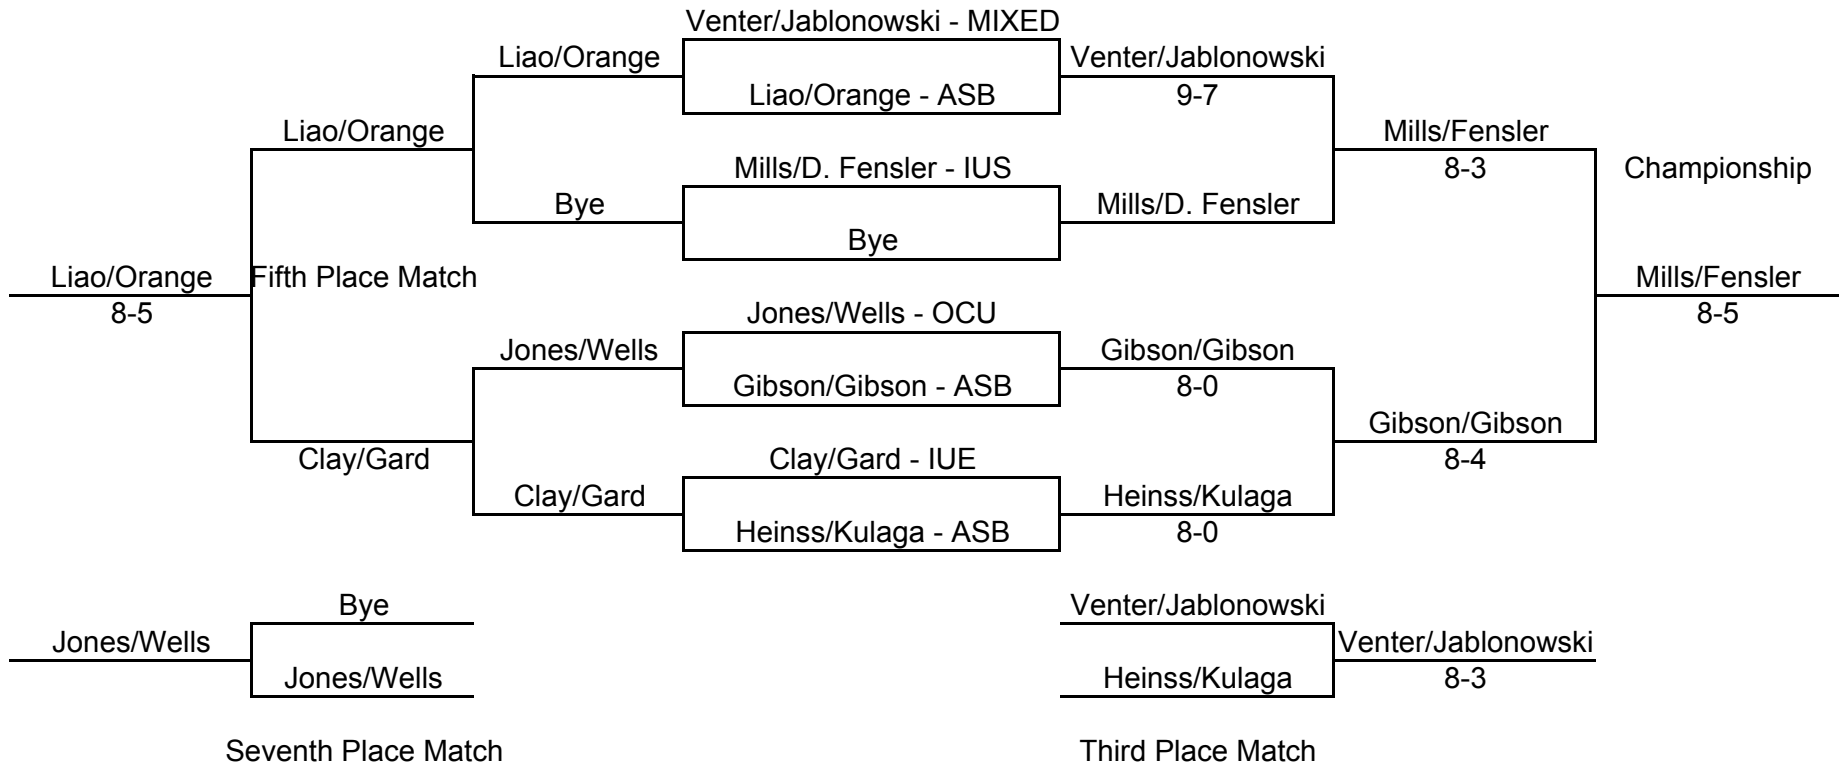 Venter/Jablonowski - MIXED
Liao/Orange
Venter/Jablonowski
Liao/Orange - ASB
9-7
Liao/Orange
Mills/Fensler
Mills/D. Fensler - IUS
8-3
Championship
Bye
Mills/D. Fensler
Bye
Liao/Orange
Fifth Place Match
Mills/Fensler
8-5
Jones/Wells - OCU
8-5
Jones/Wells
Gibson/Gibson
Gibson/Gibson - ASB
8-0
Gibson/Gibson
Clay/Gard
Clay/Gard - IUE
8-4
Clay/Gard
Heinss/Kulaga
Heinss/Kulaga - ASB
8-0
Bye
Venter/Jablonowski
Jones/Wells
Venter/Jablonowski
Jones/Wells
Heinss/Kulaga
8-3
Seventh Place Match
Third Place Match